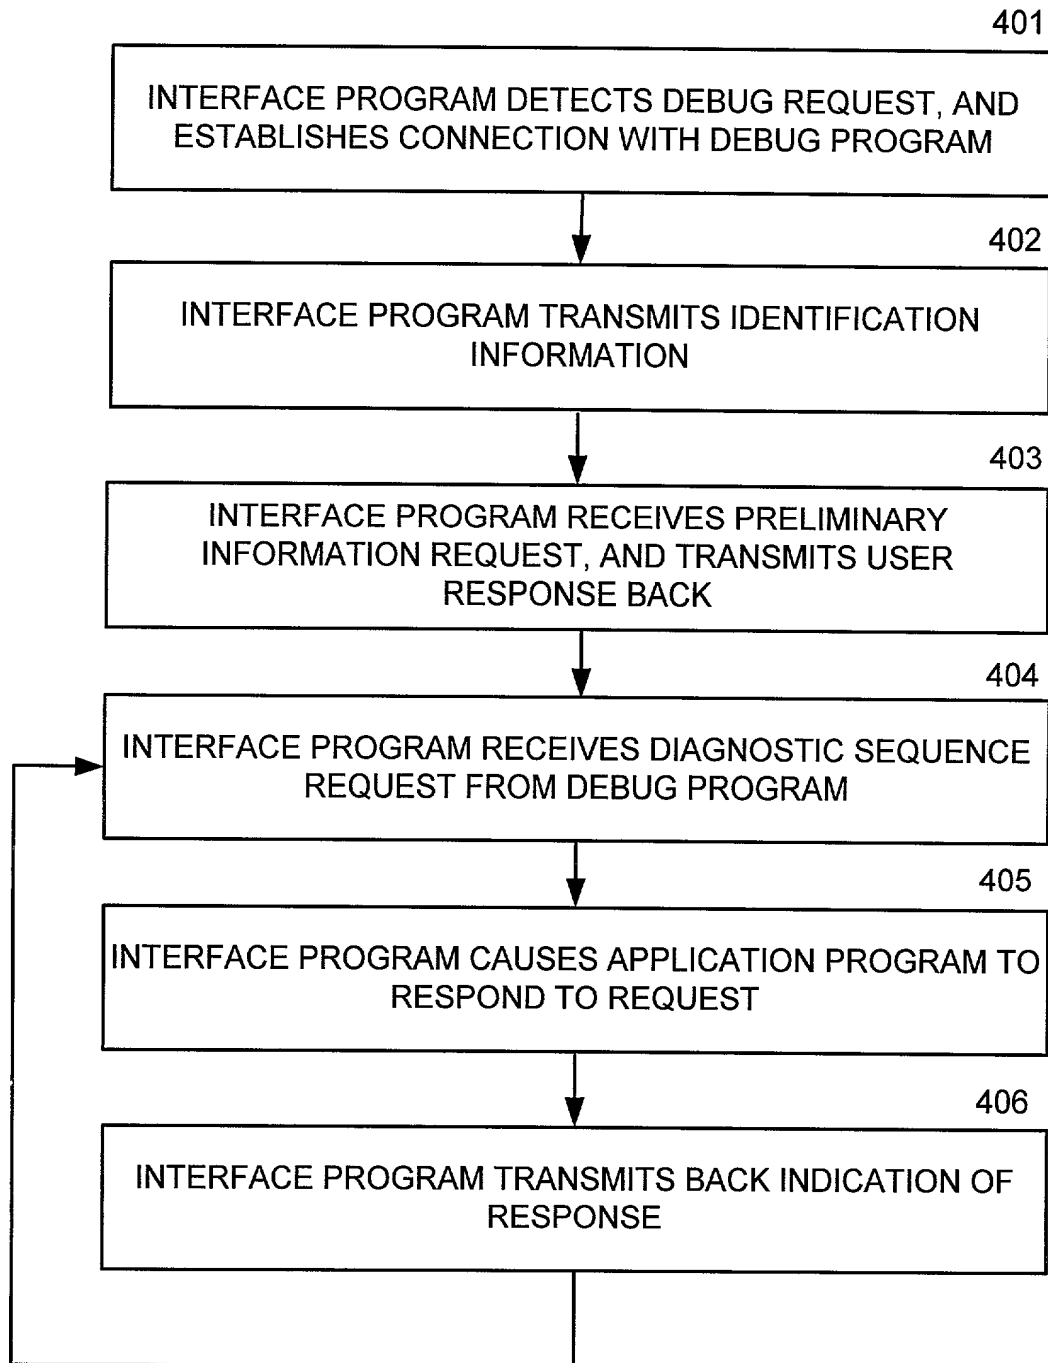 401
INTERFACE PROGRAM DETECTS DEBUG REQUEST, AND
ESTABLISHES CONNECTION WITH DEBUG PROGRAM
402
INTERFACE PROGRAM TRANSMITS IDENTIFICATION
INFORMATION
403
INTERFACE PROGRAM RECEIVES PRELIMINARY
INFORMATION REQUEST, AND TRANSMITS USER
RESPONSE BACK
404
INTERFACE PROGRAM RECEIVES DIAGNOSTIC SEQUENCE
REQUEST FROM DEBUG PROGRAM
405
INTERFACE PROGRAM CAUSES APPLICATION PROGRAM TO
RESPOND TO REQUEST
406
INTERFACE PROGRAM TRANSMITS BACK INDICATION OF
RESPONSE